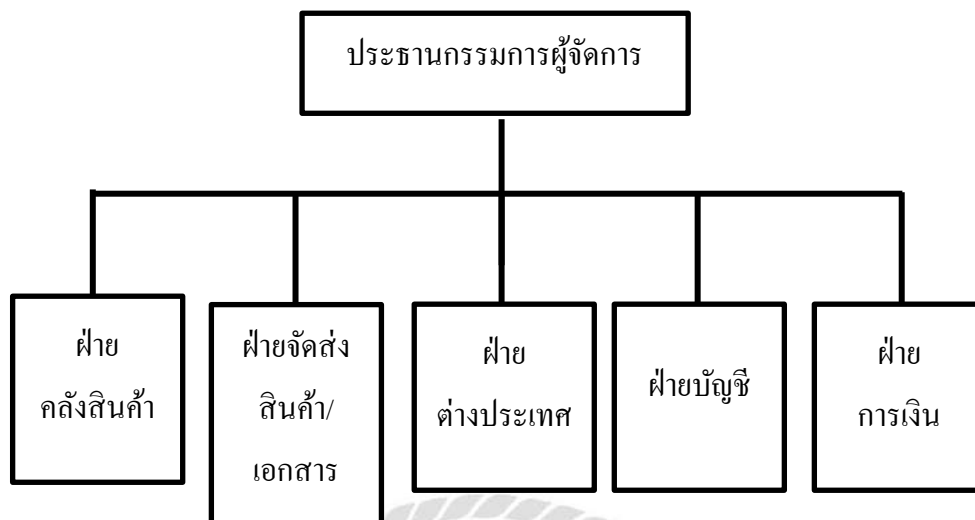 ประธานกรรมการผู้จัดการ
ฝ่าย
คลังสินค้า
ฝ่ายจัดส่ง
สินค้า/
เอกสาร
ฝ่าย
ต่างประเทศ
ฝ่ายบัญชี
ฝ่าย
การเงิน